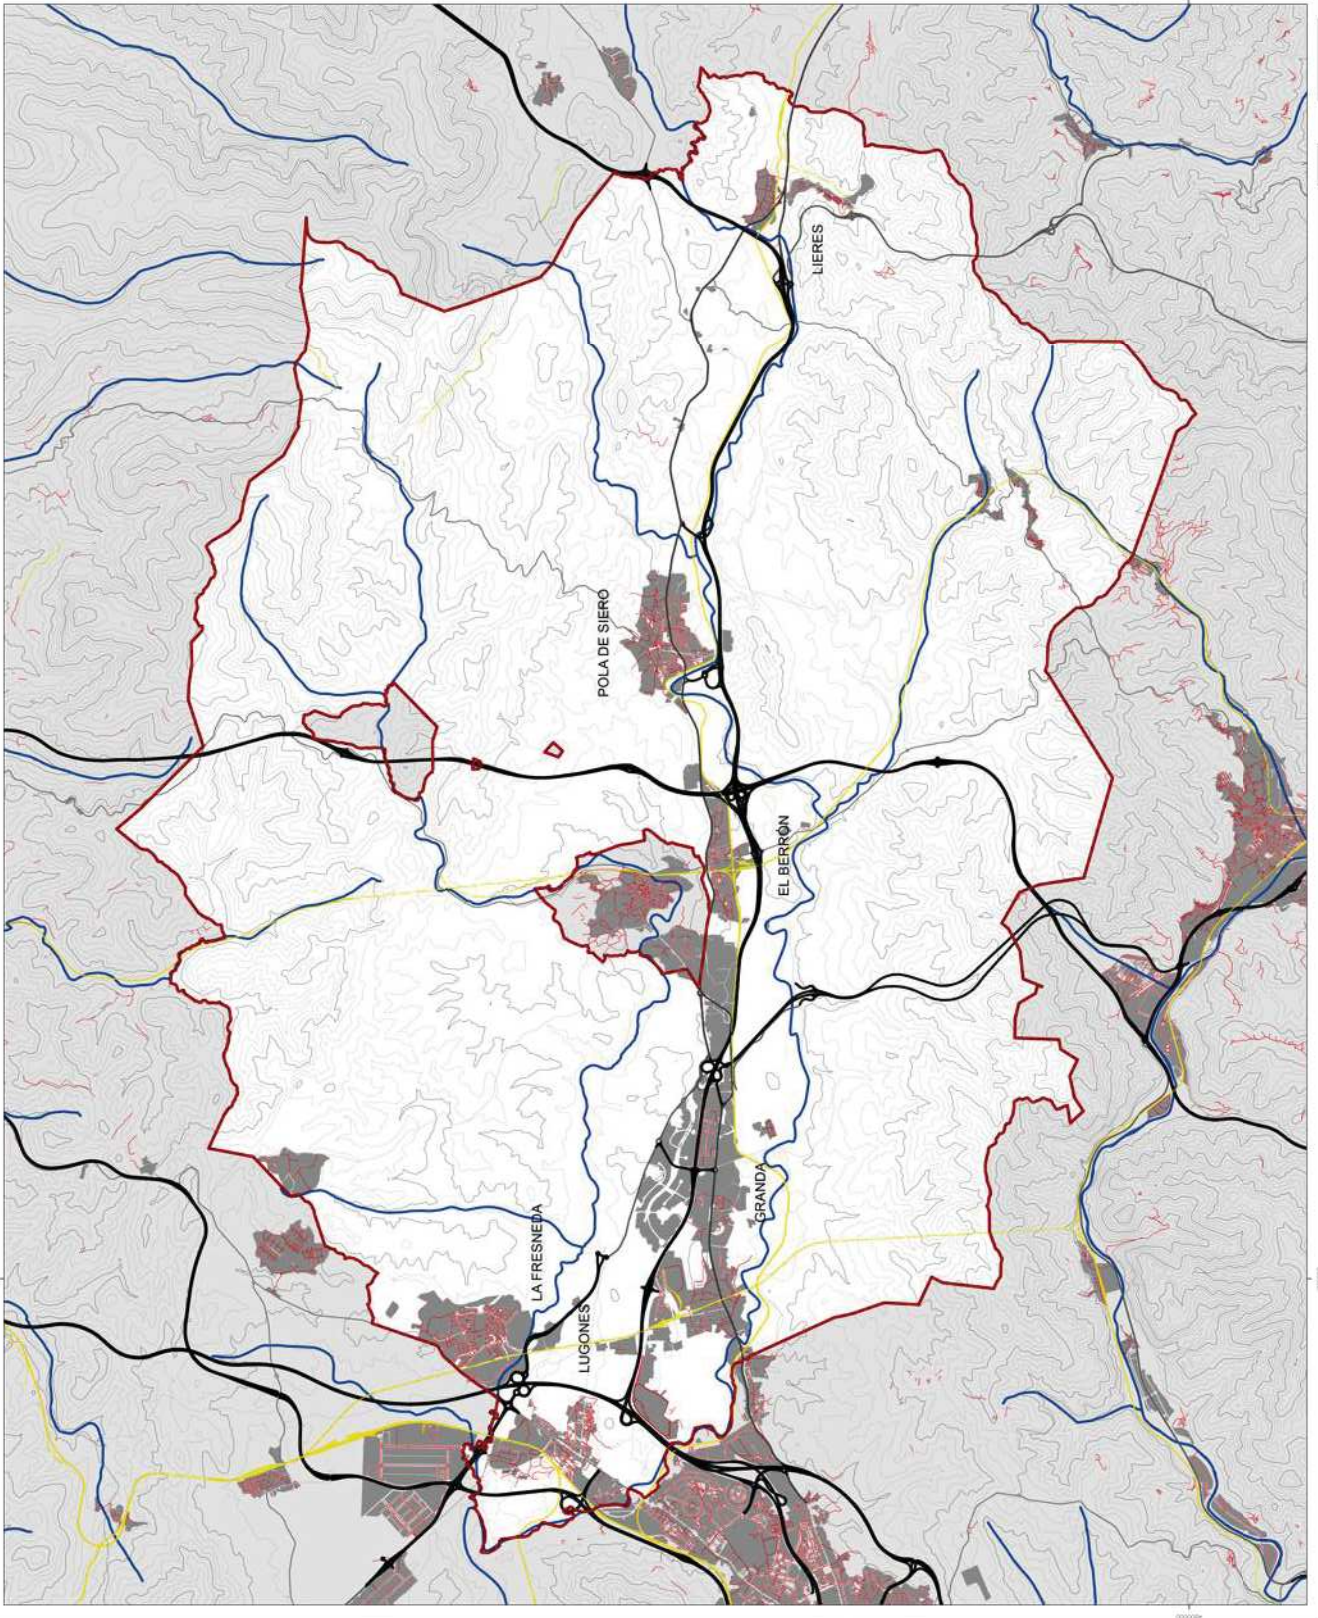 LIERES
POLA DE SIERO
EL BERRÓN
GRANDA
LA FRESNEDA
LUGONES